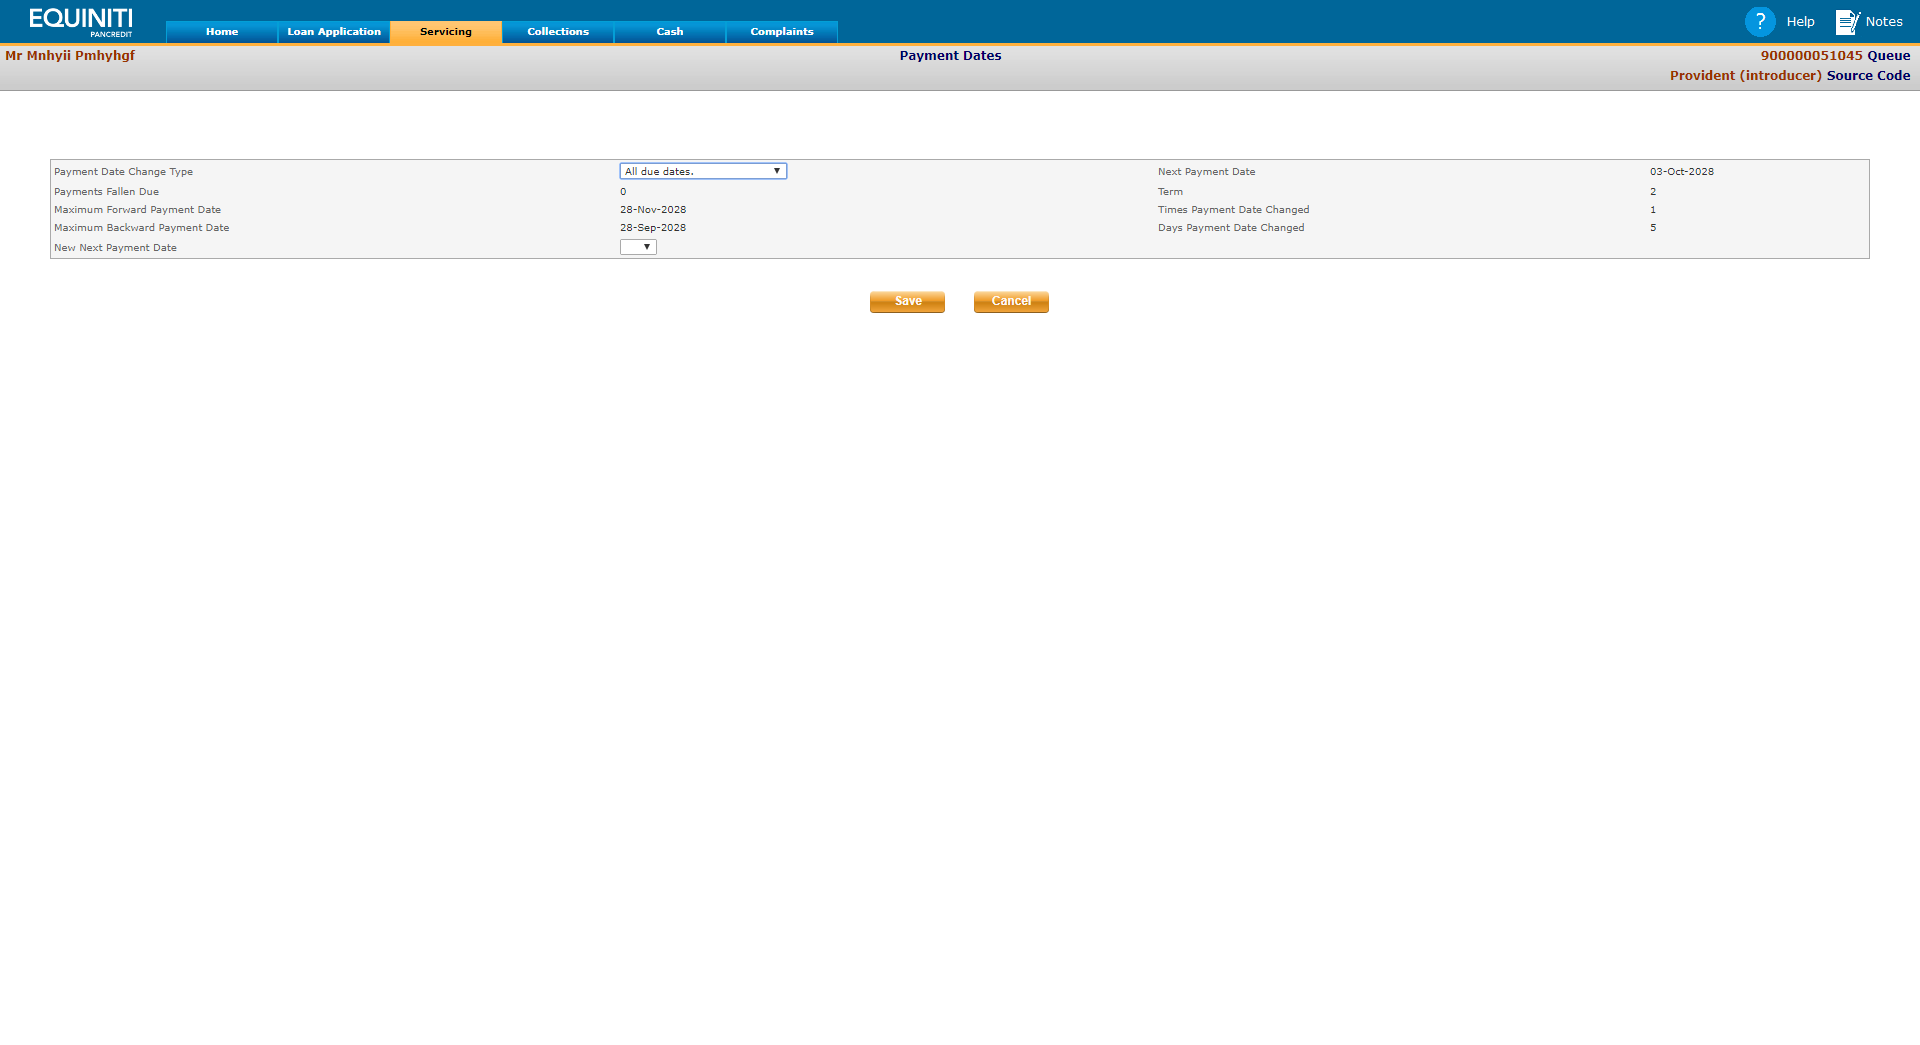 EQUINITI
PANCREDIT
Home Loan Application Servicing Collections Cash Complaints
? Help Notes
Mr Mnhyii Pmhyhgf Payment Dates 900000051045 Queue
Provident (introducer) Source Code
Payment Date Change Type All due dates. Next Payment Date 03-Oct-2028
Payments Fallen Due 0 Term 2
Maximum Forward Payment Date 28-Nov-2028 Times Payment Date Changed 1
Maximum Backward Payment Date 28-Sep-2028 Days Payment Date Changed 5
New Next Payment Date
Save Cancel